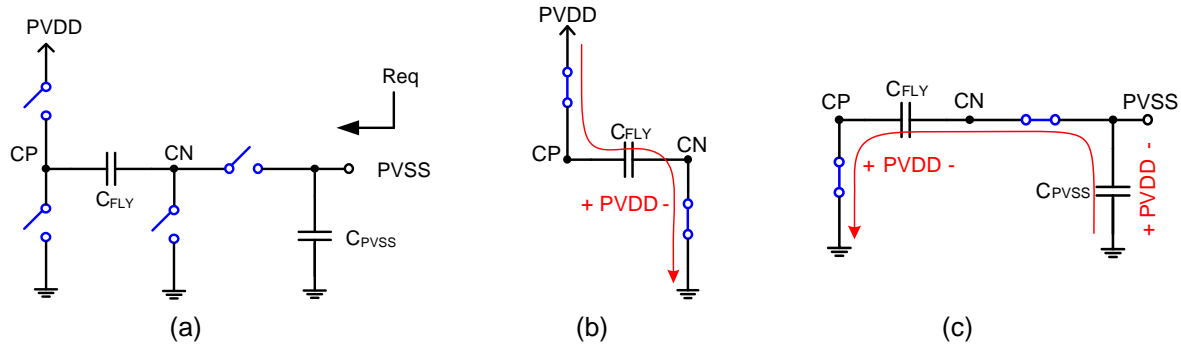 PVDD
CP
CFLY
CN
Req
PVSS
CPVSS
(a)
PVDD
CP
CFLY
CN
+ PVDD -
(b)
CP
CFLY
CN
PVSS
+ PVDD -
CPVSS
+ PVDD -
(c)